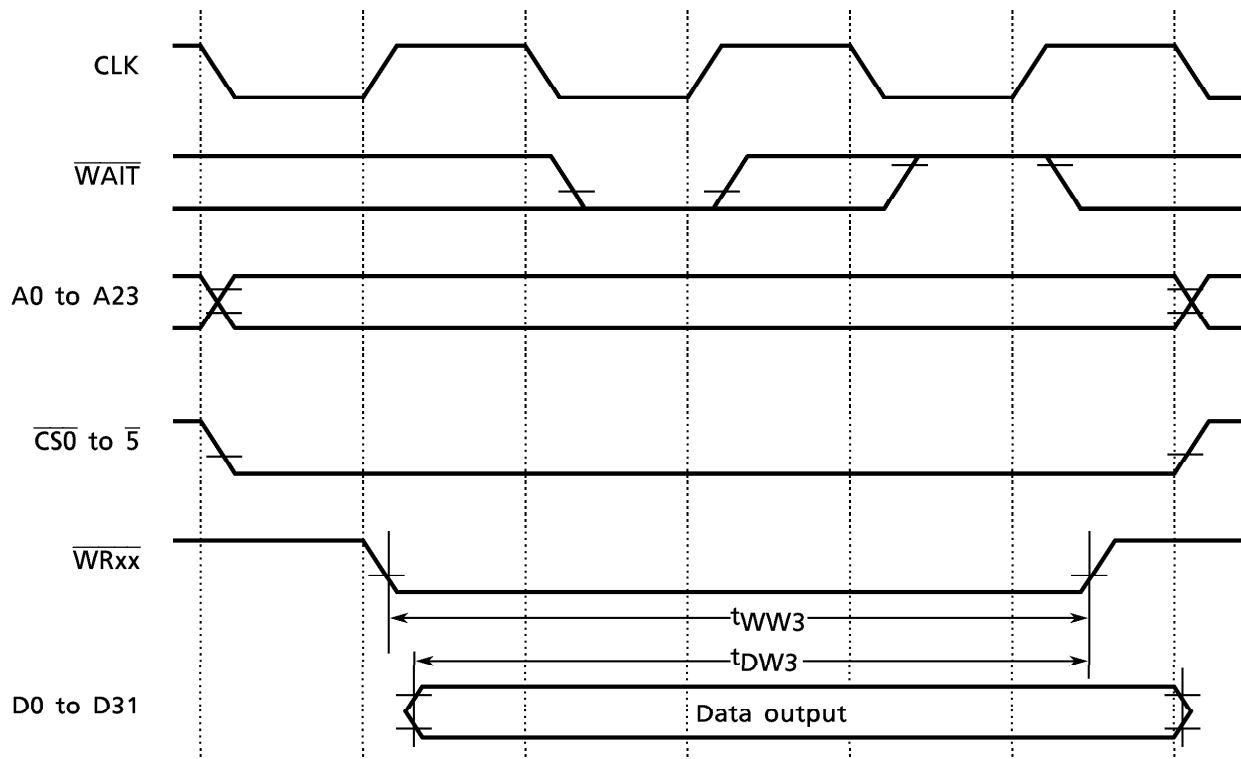 CLK
WAIT
A0 to A23
CS0 to 5
WRxx
tWW3
tDW3
D0 to D31
Data output